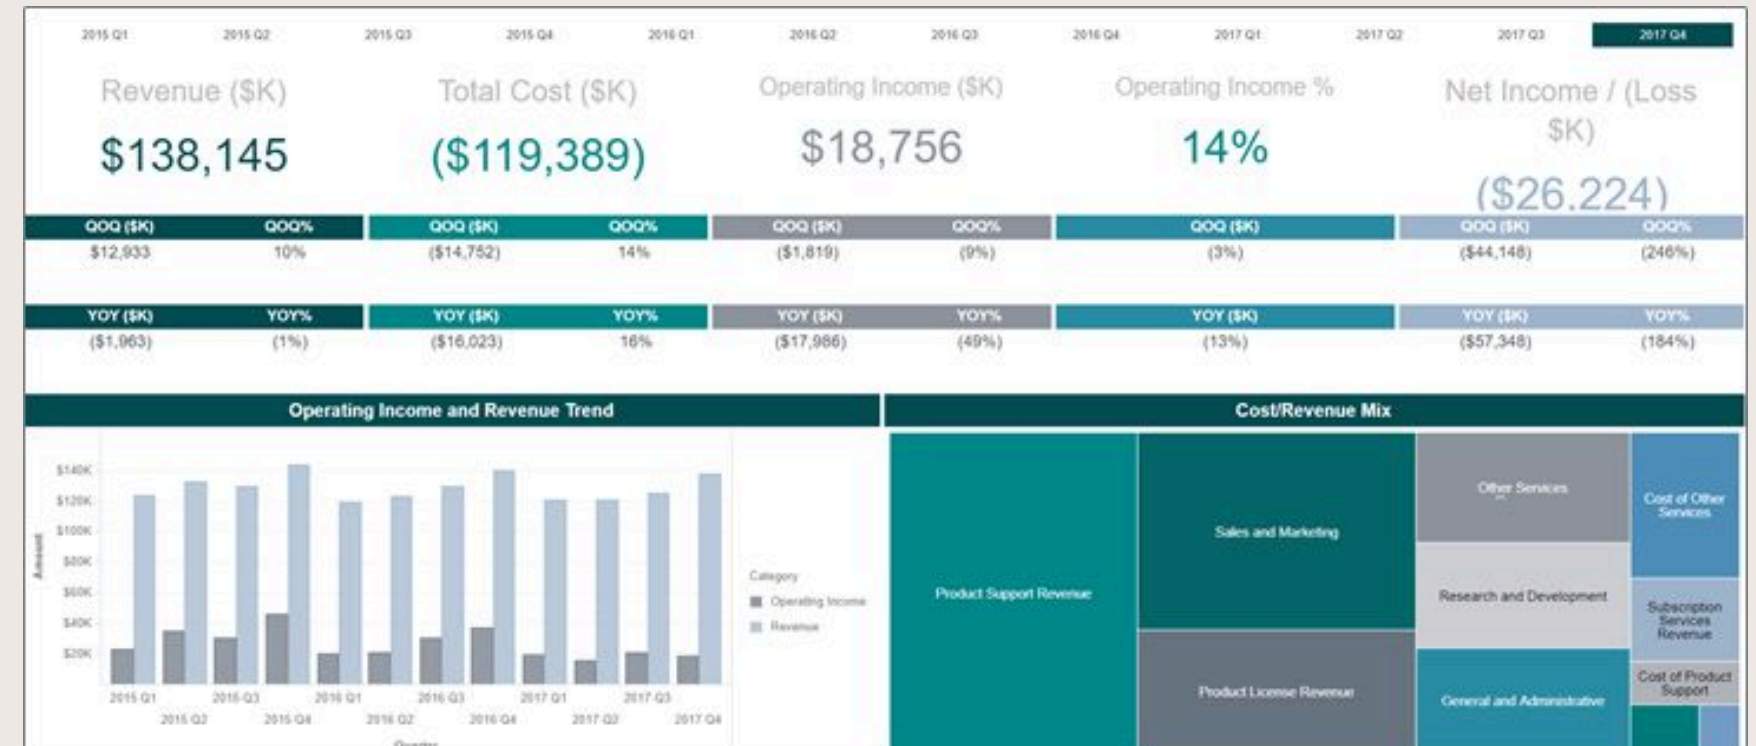 2015 Q1 2015 Q2 2015 Q3 2015 Q4 2016 Q1 2016 Q2 2016 Q3 2016 Q4 2017 Q1 2017 Q2 2017 Q3 2017 Q4
Revenue ($K) Total Cost ($K) Operating Income ($K) Operating Income % Net Income / (Loss
$K)
$138,145 ($119,389) $18,756 14%
($26.224)
QOQ ($K) QOQ% QOQ ($K) QOQ% QOQ ($K) QOQ% QOQ ($K) QOQ ($K) QOQ%
$12,933 10% ($14,752) 14% ($1,819) (9%) (3%) ($44,148) (246%)
YOY ($K) YOY% YOY ($K) YOY% YOY ($K) YOY% YOY ($K) YOY ($K) YOY%
($1,963) (1%) ($16,023) 16% ($17,986) (49%) (13%) ($57,348) (184%)
Operating Income and Revenue Trend
$140K
$120K
$100K
$80K
$60K
$40K
$20K
Amount
2015 Q1 2015 Q3 2016 Q1 2016 Q3 2017 Q1 2017 Q3
2015 Q2 2015 Q4 2016 Q2 2016 Q4 2017 Q2 2017 Q4
Quarter
Category
Operating Income
Revenue
Cost/Revenue Mix
Product Support Revenue
Sales and Marketing
Product License Revenue
Other Services
Research and Development
General and Administrative
Cost of Other
Services
Subscription
Services
Revenue
Cost of Product
Support